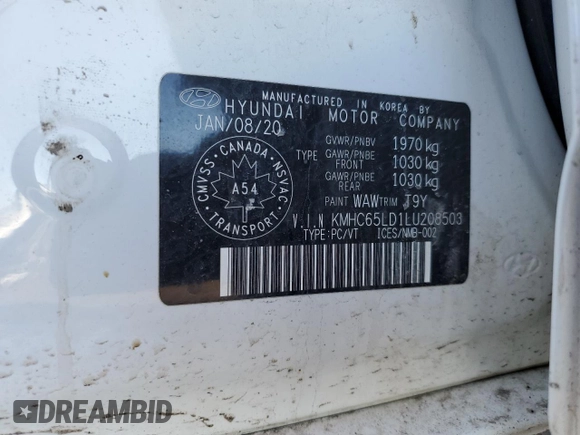 MANUFACTURED IN KOREA BY
HYUNDAI MOTOR COMPANY
JAN/08/20
GVWR/PNBV 1970 kg
TYPE GAWR/PNBE FRONT 1030 kg
GAWR/PNBE REAR 1030 kg
PAINT WAW TRIM T9Y
V.I.N KMHC65LD1LU208503
TYPE:PC/VT ICES/NMB-002
CMVSS • CANADA • NSVAC • TRANSPORT •
A54
DREAMBID